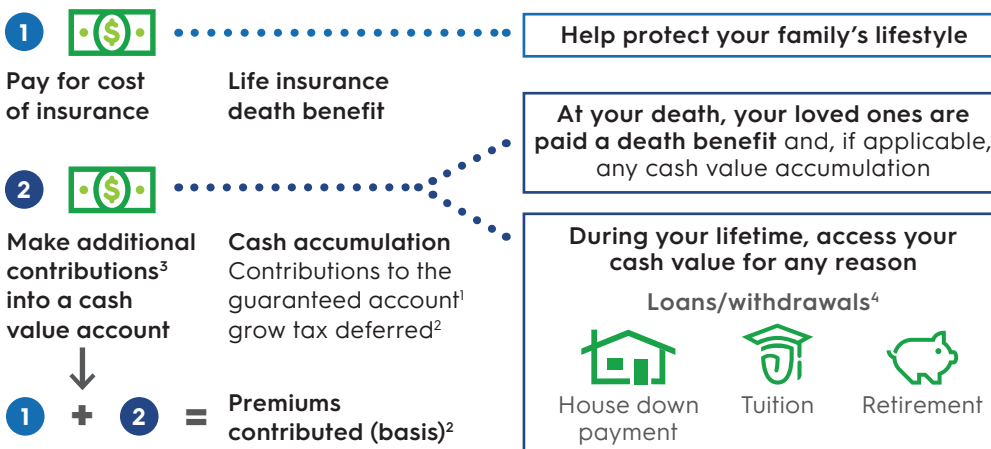 1
Pay for cost
of insurance
Life insurance
death benefit
Help protect your family’s lifestyle
2
Make additional
contributions³
into a cash
value account
Cash accumulation
Contributions to the
guaranteed account¹
grow tax deferred²
At your death, your loved ones are
paid a death benefit and, if applicable,
any cash value accumulation
During your lifetime, access your
cash value for any reason
Loans/withdrawals⁴
House down
payment
Tuition
Retirement
1 + 2 =
Premiums
contributed (basis)²